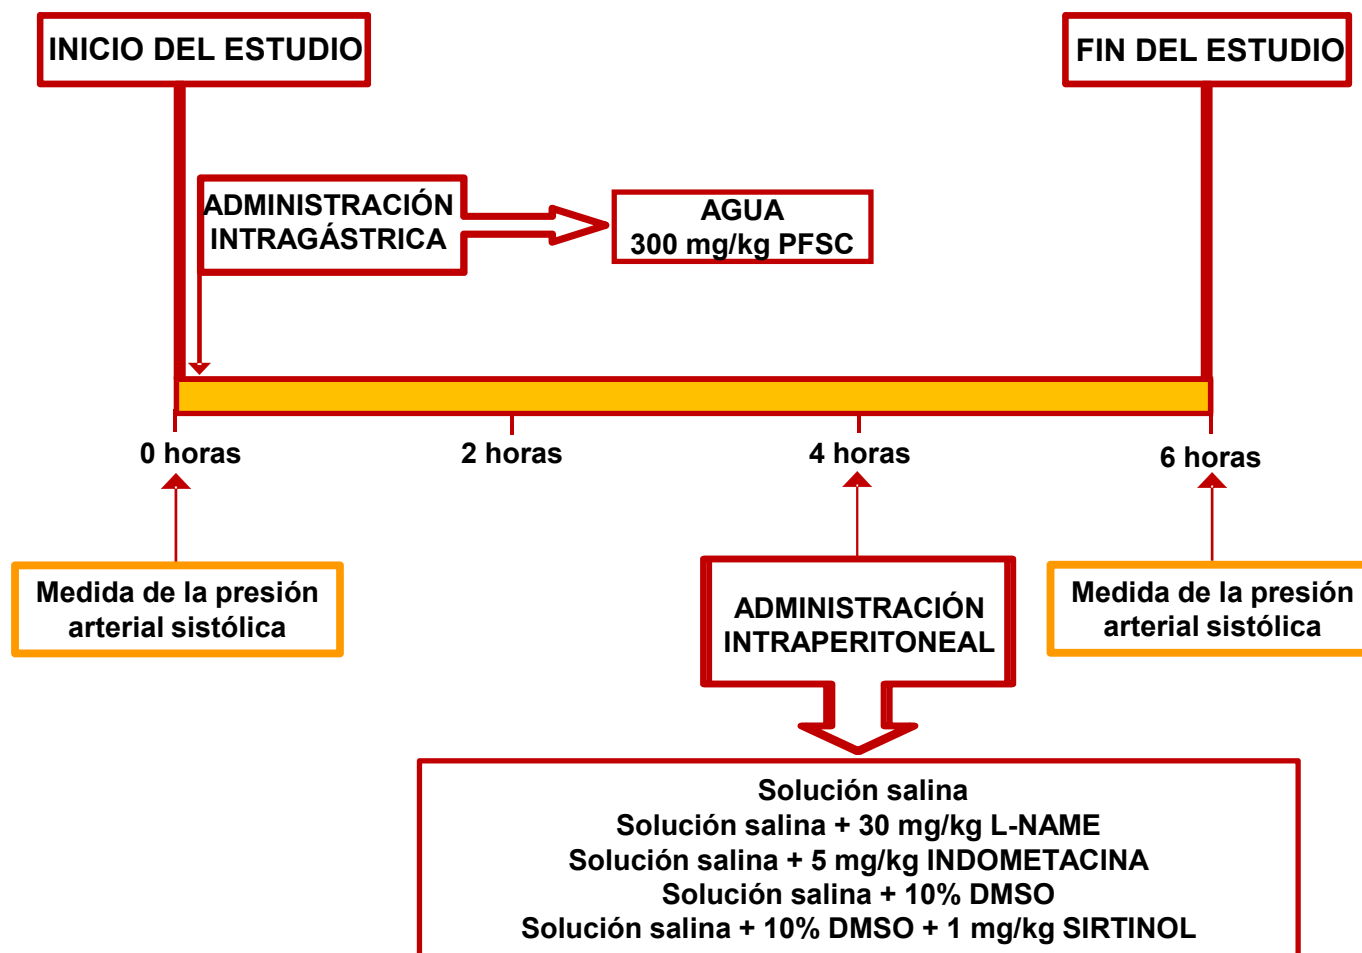 INICIO DEL ESTUDIO
FIN DEL ESTUDIO
ADMINISTRACIÓN
INTRAGÁSTRICA
AGUA
300 mg/kg PFSC
0 horas
2 horas
4 horas
6 horas
Medida de la presión
arterial sistólica
ADMINISTRACIÓN
INTRAPERITONEAL
Medida de la presión
arterial sistólica
Solución salina
Solución salina + 30 mg/kg L-NAME
Solución salina + 5 mg/kg INDOMETACINA
Solución salina + 10% DMSO
Solución salina + 10% DMSO + 1 mg/kg SIRTINOL